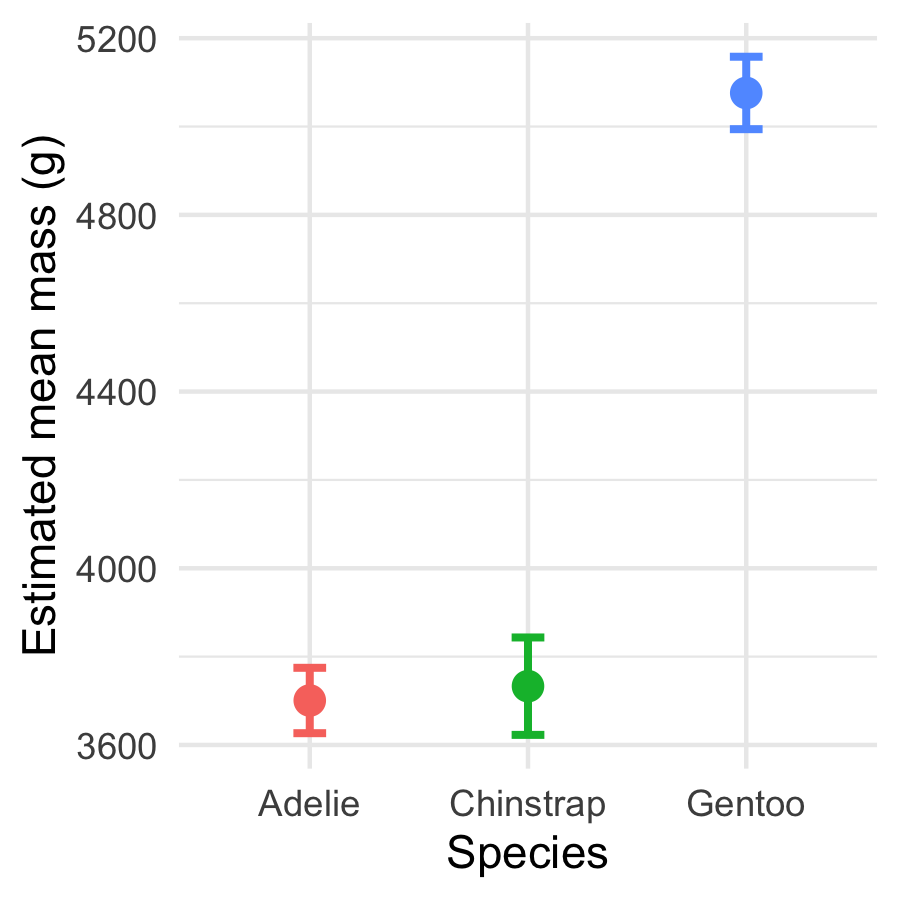 Estimated mean mass (g)
5200
4800
4400
4000
3600
Adelie Chinstrap Gentoo
Species